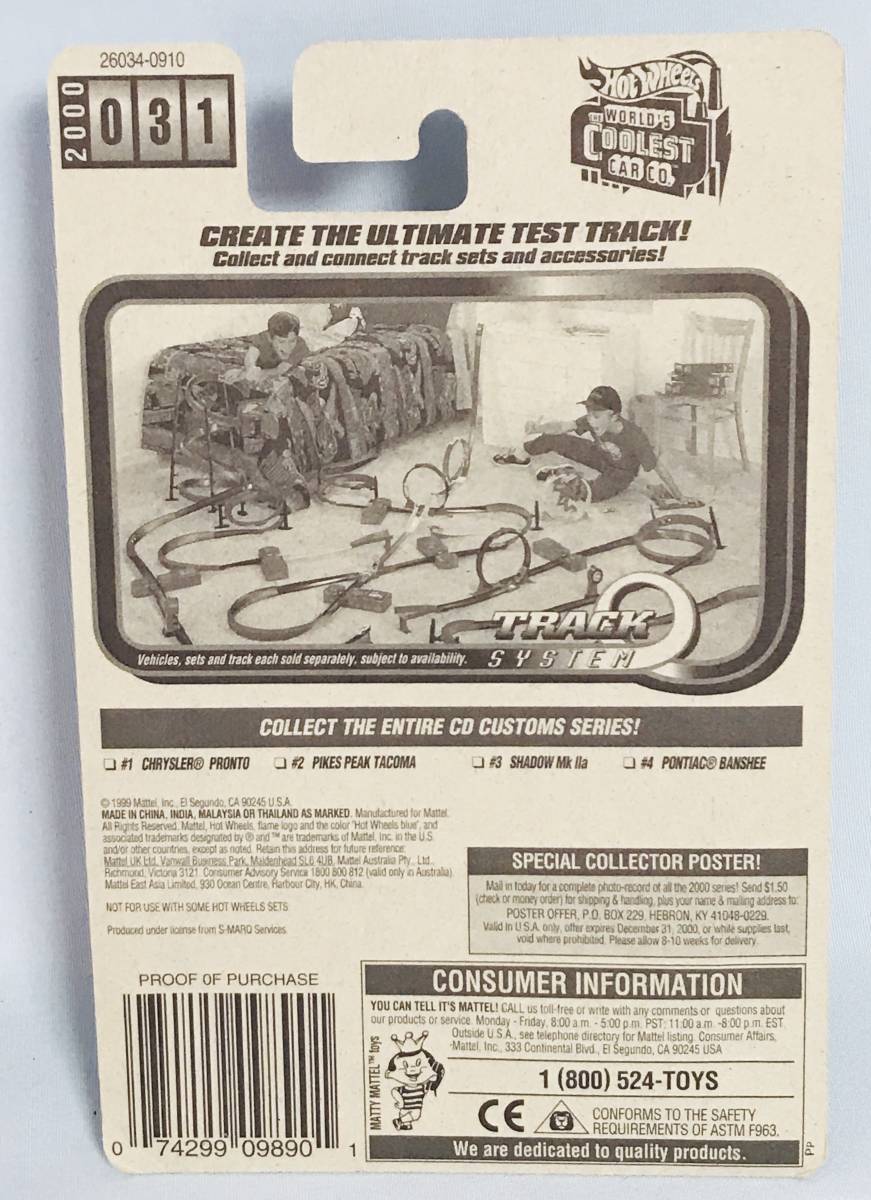 26034-0910
2000
031
HOT WHEELS
THE WORLD'S
COOLEST
CAR CO.™
CREATE THE ULTIMATE TEST TRACK!
Collect and connect track sets and accessories!
TRACK
SYSTEM
Vehicles, sets and track each sold separately, subject to availability.
COLLECT THE ENTIRE CD CUSTOMS SERIES!
❏ #1 CHRYSLER® PRONTO ❏ #2 PIKES PEAK TACOMA ❏ #3 SHADOW Mk IIa ❏ #4 PONTIAC® BANSHEE
© 1999 Mattel, Inc., El Segundo, CA 90245 U.S.A.
MADE IN CHINA, INDIA, MALAYSIA OR THAILAND AS MARKED. Manufactured for Mattel.
All Rights Reserved. Mattel, Hot Wheels, flame logo and the color "Hot Wheels blue", and
associated trademarks designated by ® and ™ are trademarks of Mattel, Inc. in the U.S.
and/or other countries, except as noted. Retain this address for future reference:
Mattel UK Ltd., Vanwall Business Park, Maidenhead SL6 4UB. Mattel Australia Pty., Ltd.,
Richmond, Victoria 3121. Consumer Advisory Service 1800 800 812 (valid only in Australia).
Mattel East Asia Limited, 930 Ocean Centre, Harbour City, HK, China.
NOT FOR USE WITH SOME HOT WHEELS SETS
Produced under license from S-MARQ Services.
SPECIAL COLLECTOR POSTER!
Mail in today for a complete photo-record of all the 2000 series! Send $1.50
(check or money order) for shipping & handling, plus your name & mailing address to:
POSTER OFFER, P.O. BOX 229, HEBRON, KY 41048-0229.
Valid in U.S.A. only, offer expires December 31, 2000, or while supplies last,
void where prohibited. Please allow 8-10 weeks for delivery.
PROOF OF PURCHASE
0 74299 09890 1
CONSUMER INFORMATION
YOU CAN TELL IT'S MATTEL! CALL us toll-free or write with any comments or questions about
our products or service. Monday - Friday, 8:00 a.m. - 5:00 p.m. PST; 11:00 a.m. -8:00 p.m. EST.
Outside U.S.A., see telephone directory for Mattel listing. Consumer Affairs,
Mattel, Inc., 333 Continental Blvd., El Segundo, CA 90245 USA
MATTY MATTEL™ toys
1 (800) 524-TOYS
CE
CONFORMS TO THE SAFETY
REQUIREMENTS OF ASTM F963.
We are dedicated to quality products.
PP